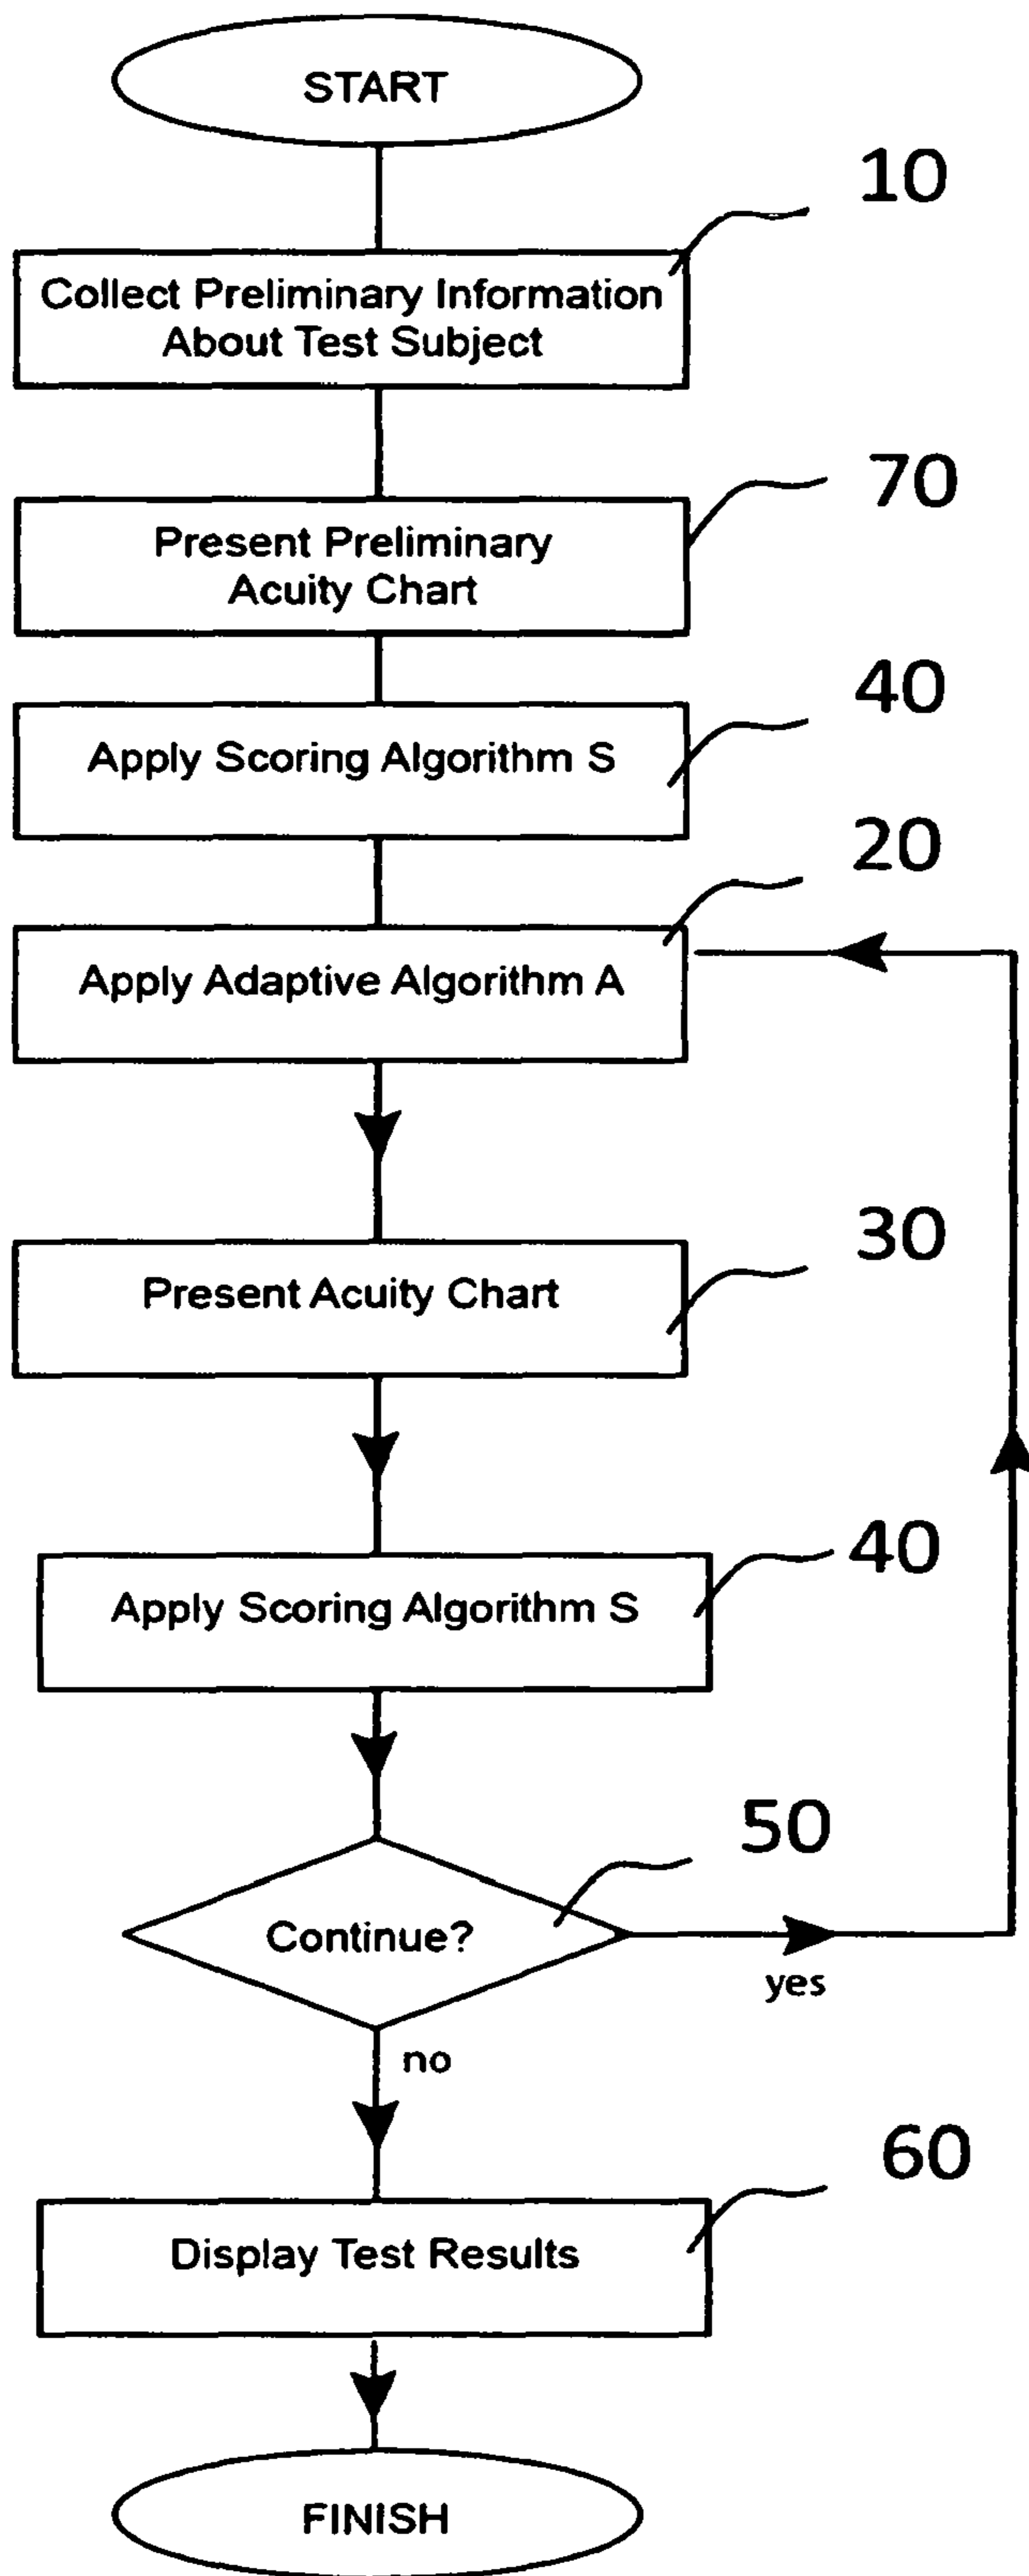 START
10
Collect Preliminary Information
About Test Subject
70
Present Preliminary
Acuity Chart
40
Apply Scoring Algorithm S
20
Apply Adaptive Algorithm A
30
Present Acuity Chart
40
Apply Scoring Algorithm S
50
Continue?
yes
no
60
Display Test Results
FINISH